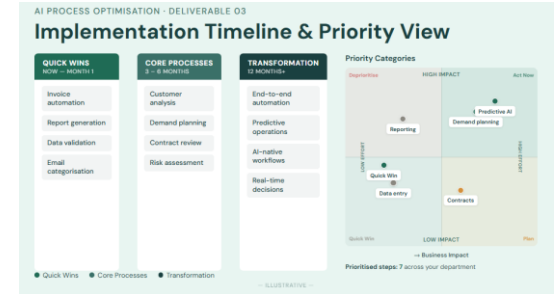 AI PROCESS OPTIMISATION · DELIVERABLE 03
Implementation Timeline & Priority View
QUICK WINS
NOW — MONTH 1
Invoice
automation
Report generation
Data validation
Email
categorisation
CORE PROCESSES
3 – 6 MONTHS
Customer
analysis
Demand planning
Contract review
Risk assessment
TRANSFORMATION
12 MONTHS+
End-to-end
automation
Predictive
operations
AI-native
workflows
Real-time
decisions
Priority Categories
Deprioritise
HIGH IMPACT
Act Now
Predictive AI
Demand planning
Reporting
LOW EFFORT
HIGH EFFORT
Quick Win
Data entry
Contracts
Quick Win
LOW IMPACT
Plan
→ Business Impact
Prioritised steps: 7 across your department
Quick Wins
Core Processes
Transformation
— ILLUSTRATIVE —